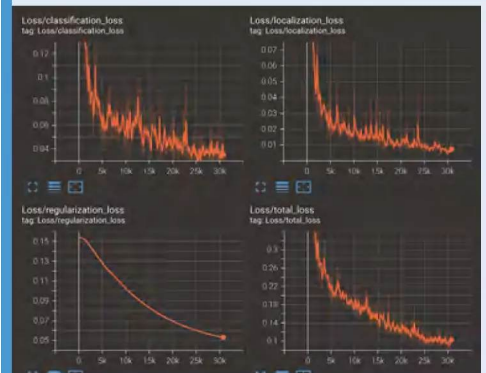 Loss/classification_loss
tag: Loss/classification_loss
0.12
0.1
0.08
0.06
0.04
0 5k 10k 15k 20k 25k 30k
Loss/localization_loss
tag: Loss/localization_loss
0.07
0.06
0.05
0.04
0.03
0.02
0.01
0 5k 10k 15k 20k 25k 30k
Loss/regularization_loss
tag: Loss/regularization_loss
0.15
0.13
0.11
0.09
0.07
0.05
0 5k 10k 15k 20k 25k 30k
Loss/total_loss
tag: Loss/total_loss
0.3
0.26
0.22
0.18
0.14
0.1
0 5k 10k 15k 20k 25k 30k